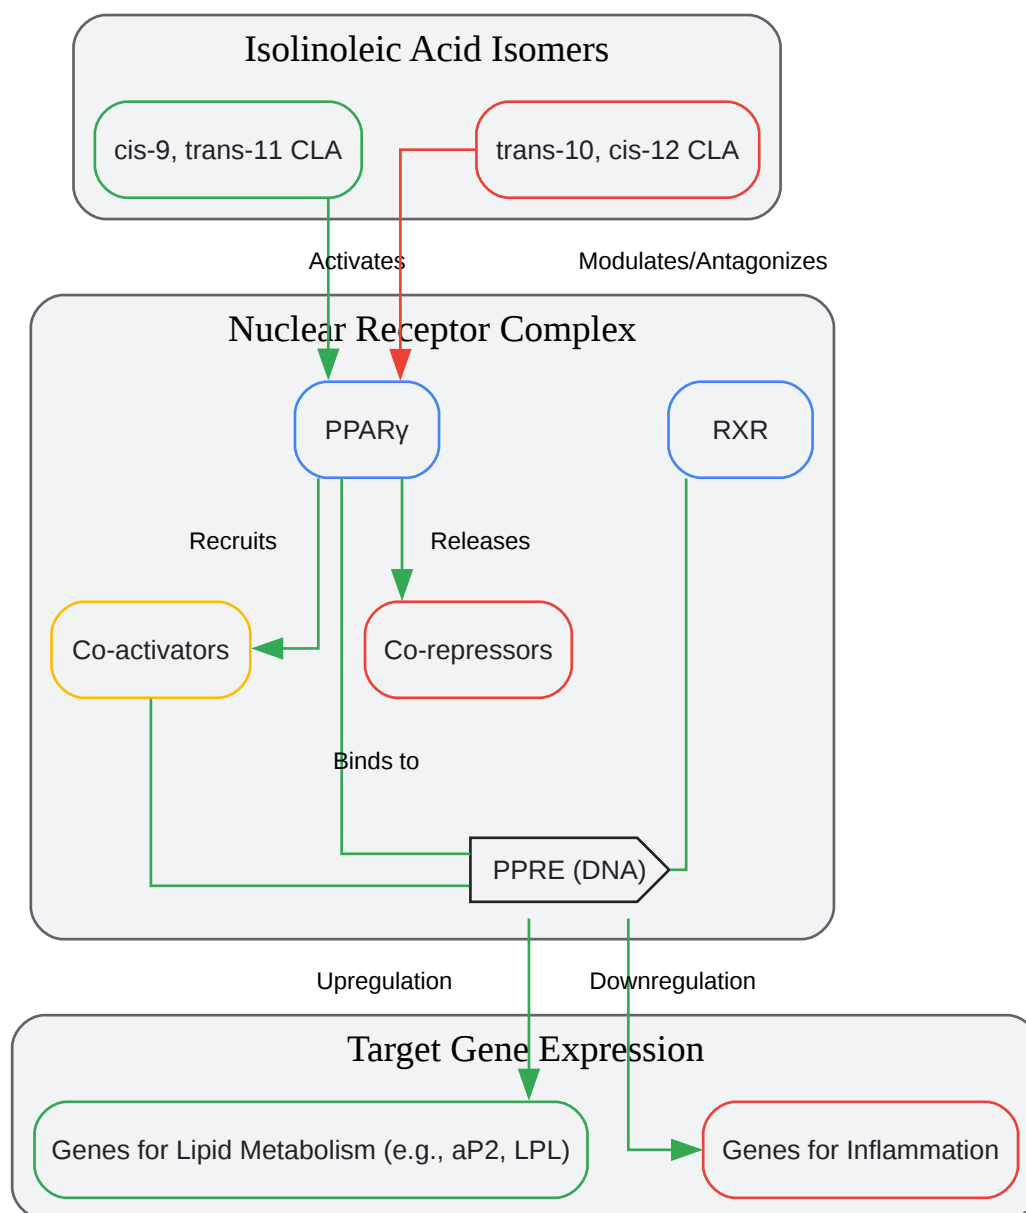 Isolinoleic Acid Isomers
cis-9, trans-11 CLA
trans-10, cis-12 CLA
Activates
Modulates/Antagonizes
Nuclear Receptor Complex
PPARγ
RXR
Recruits
Releases
Co-activators
Co-repressors
Binds to
PPRE (DNA)
Upregulation
Downregulation
Target Gene Expression
Genes for Lipid Metabolism (e.g., aP2, LPL)
Genes for Inflammation